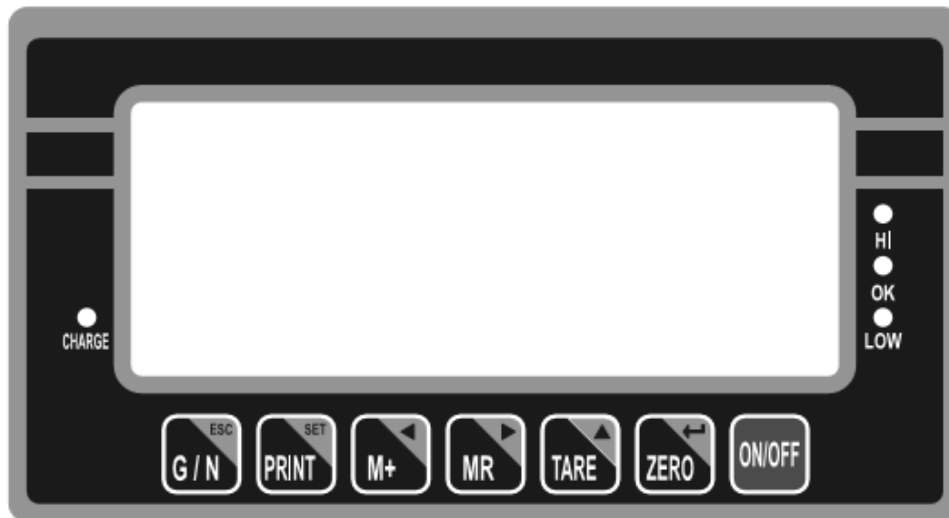 HI
OK
CHARGE
LOW
ESC
G / N
SET
PRINT
M+
MR
TARE
ZERO
ON/OFF